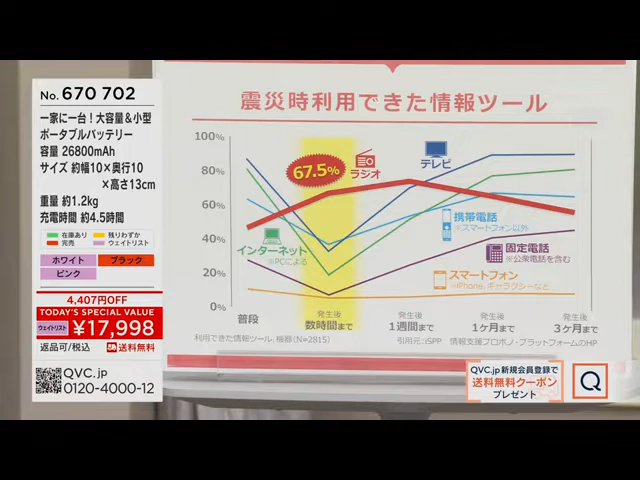 No. 670 702
一家に一台!大容量&小型
ポータブルバッテリー
容量 26800mAh
サイズ 約幅10×奥行10
×高さ13cm
重量 約1.2kg
充電時間 約4.5時間
在庫あり 残りわずか
完売 ウェイトリスト
ホワイト ブラック
ピンク
4,407円OFF
TODAY'S SPECIAL VALUE
ウェイトリスト ¥17,998
返品可/税込 送料無料
QVC.jp
0120-4000-12
震災時利用できた情報ツール
100%
80%
60%
40%
20%
0%
67.5%
ラジオ
テレビ
携帯電話
※スマートフォン以外
インターネット
※PCによる
固定電話
※公衆電話を含む
スマートフォン
※iPhone、ギャラクシーなど
普段
発生後
数時間まで
発生後
1週間まで
発生後
1ヶ月まで
発生後
3ヶ月まで
利用できた情報ツール、機器(N=2815)
引用元:iSPP 情報支援プロボノ・プラットフォームのHP
QVC.jp新規会員登録で
送料無料クーポン
プレゼント
Q